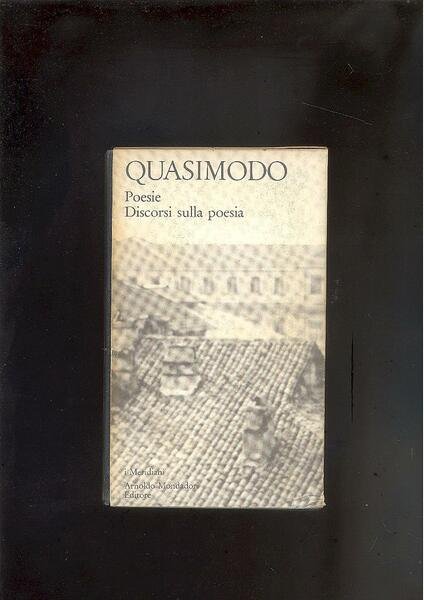 QUASIMODO
Poesie
Discorsi sulla poesia
i Meridiani
Arnoldo Mondadori
Editore